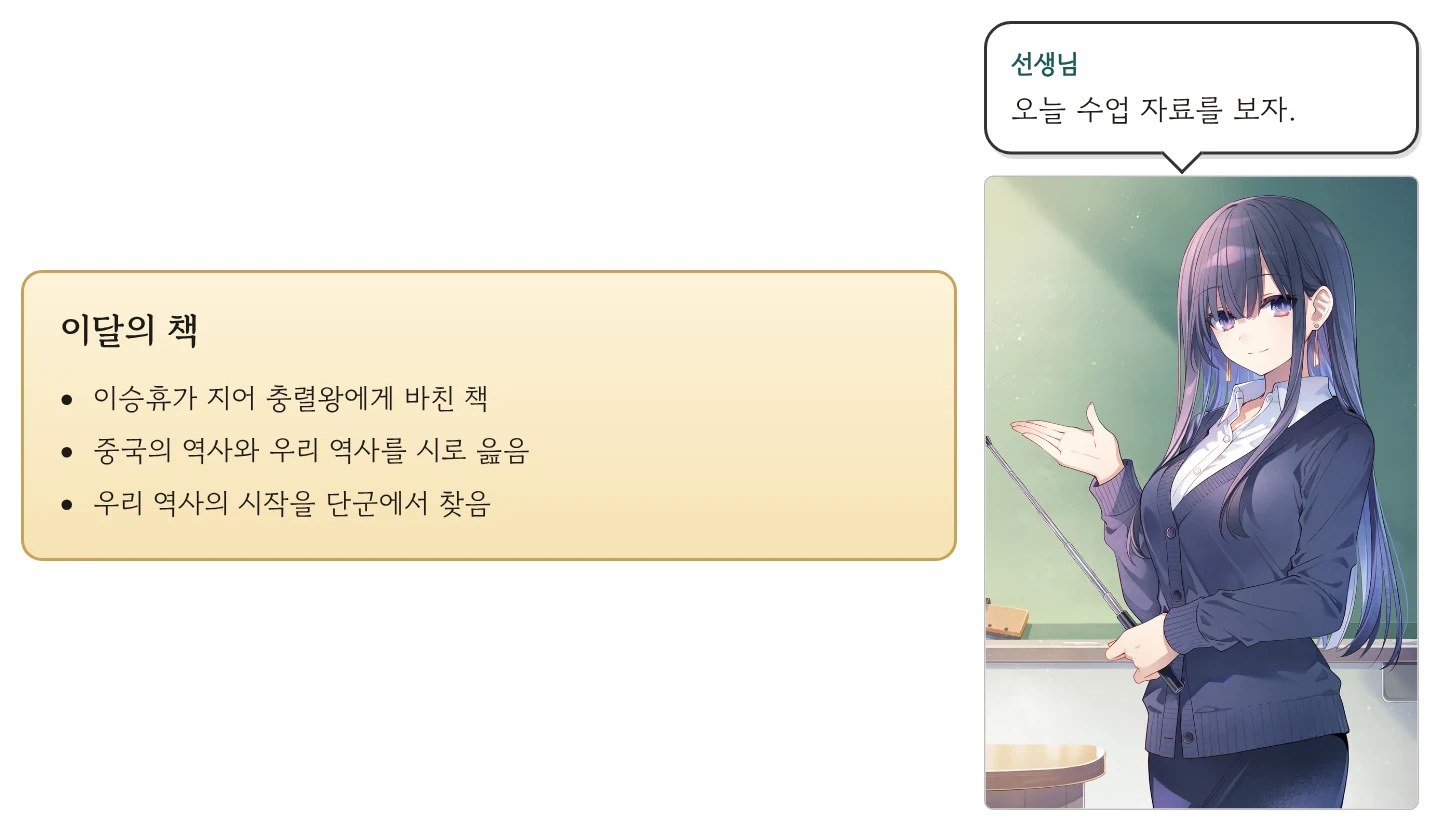 선생님
오늘 수업 자료를 보자.
이달의 책
• 이승휴가 지어 충렬왕에게 바친 책
• 중국의 역사와 우리 역사를 시로 읊음
• 우리 역사의 시작을 단군에서 찾음